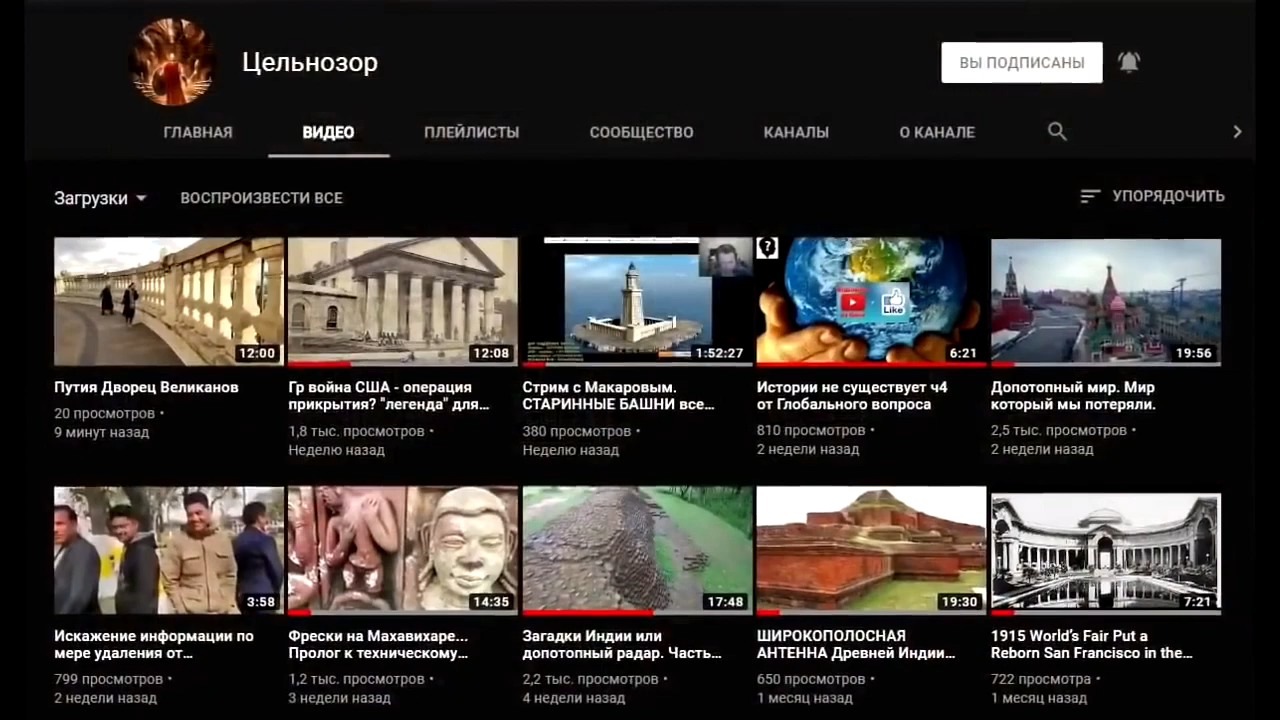 Цельнозор
ВЫ ПОДПИСАНЫ
ГЛАВНАЯ
ВИДЕО
ПЛЕЙЛИСТЫ
СООБЩЕСТВО
КАНАЛЫ
О КАНАЛЕ
Загрузки
ВОСПРОИЗВЕСТИ ВСЕ
УПОРЯДОЧИТЬ
12:00
12:08
1:52:27
?
Like
6:21
19:56
Путия Дворец Великанов
20 просмотров •
9 минут назад
Гр война США - операция
прикрытия? "легенда" для…
1,8 тыс. просмотров •
Неделю назад
Стрим с Макаровым.
СТАРИННЫЕ БАШНИ все…
380 просмотров •
Неделю назад
Истории не существует ч4
от Глобального вопроса
810 просмотров •
2 недели назад
Допотопный мир. Мир
который мы потеряли.
2,5 тыс. просмотров •
2 недели назад
3:58
14:35
17:48
19:30
7:21
Искажение информации по
мере удаления от…
799 просмотров •
2 недели назад
Фрески на Махавихаре...
Пролог к техническому…
1,2 тыс. просмотров •
3 недели назад
Загадки Индии или
допотопный радар. Часть…
2,2 тыс. просмотров •
4 недели назад
ШИРОКОПОЛОСНАЯ
АНТЕННА Древней Индии…
650 просмотров •
1 месяц назад
1915 World's Fair Put a
Reborn San Francisco in the…
722 просмотра •
1 месяц назад